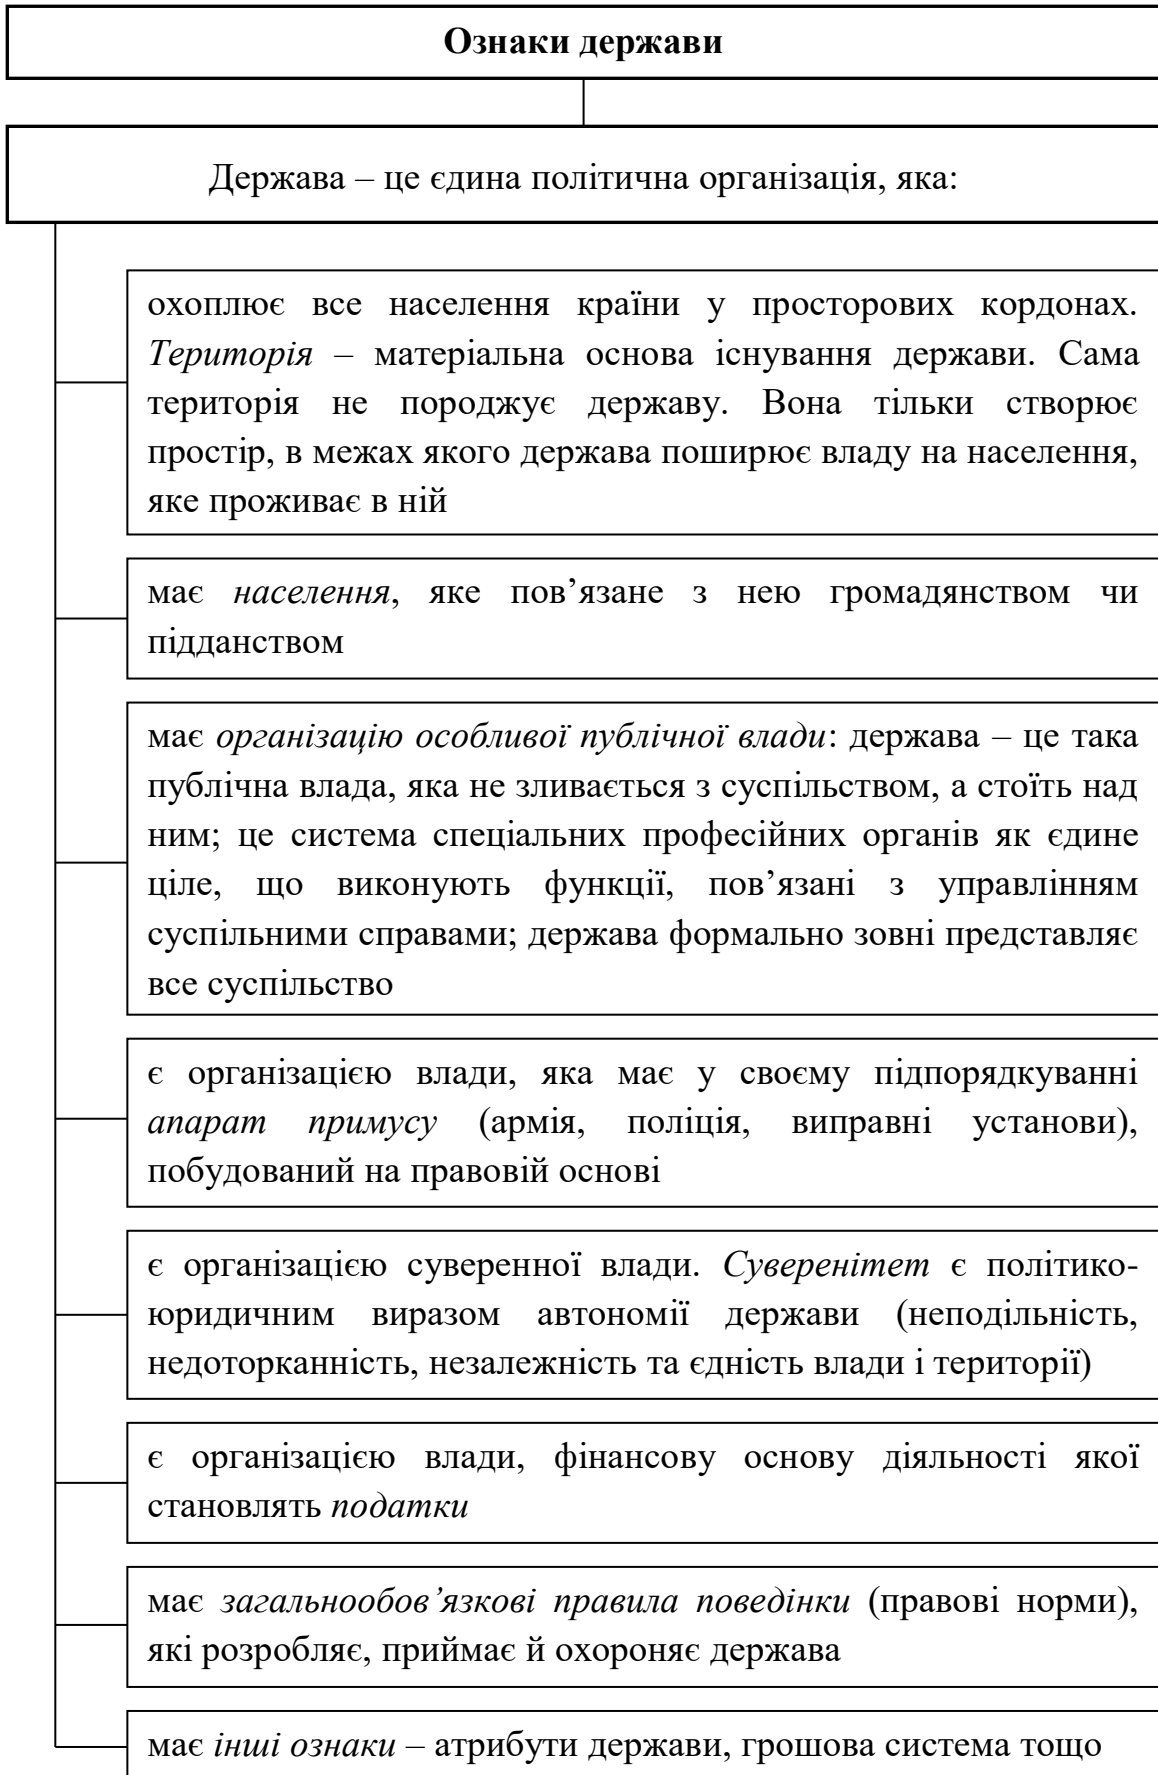 Ознаки держави
Держава – це єдина політична організація, яка:
охоплює все населення країни у просторових кордонах.
Територія – матеріальна основа існування держави. Сама
територія не породжує державу. Вона тільки створює
простір, в межах якого держава поширює владу на населення,
яке проживає в ній
має населення, яке пов’язане з нею громадянством чи
підданством
має організацію особливої публічної влади: держава – це така
публічна влада, яка не зливається з суспільством, а стоїть над
ним; це система спеціальних професійних органів як єдине
ціле, що виконують функції, пов’язані з управлінням
суспільними справами; держава формально зовні представляє
все суспільство
є організацією влади, яка має у своєму підпорядкуванні
апарат примусу (армія, поліція, виправні установи),
побудований на правовій основі
є організацією суверенної влади. Суверенітет є політико-
юридичним виразом автономії держави (неподільність,
недоторканність, незалежність та єдність влади і території)
є організацією влади, фінансову основу діяльності якої
становлять податки
має загальнообов’язкові правила поведінки (правові норми),
які розробляє, приймає й охороняє держава
має інші ознаки – атрибути держави, грошова система тощо